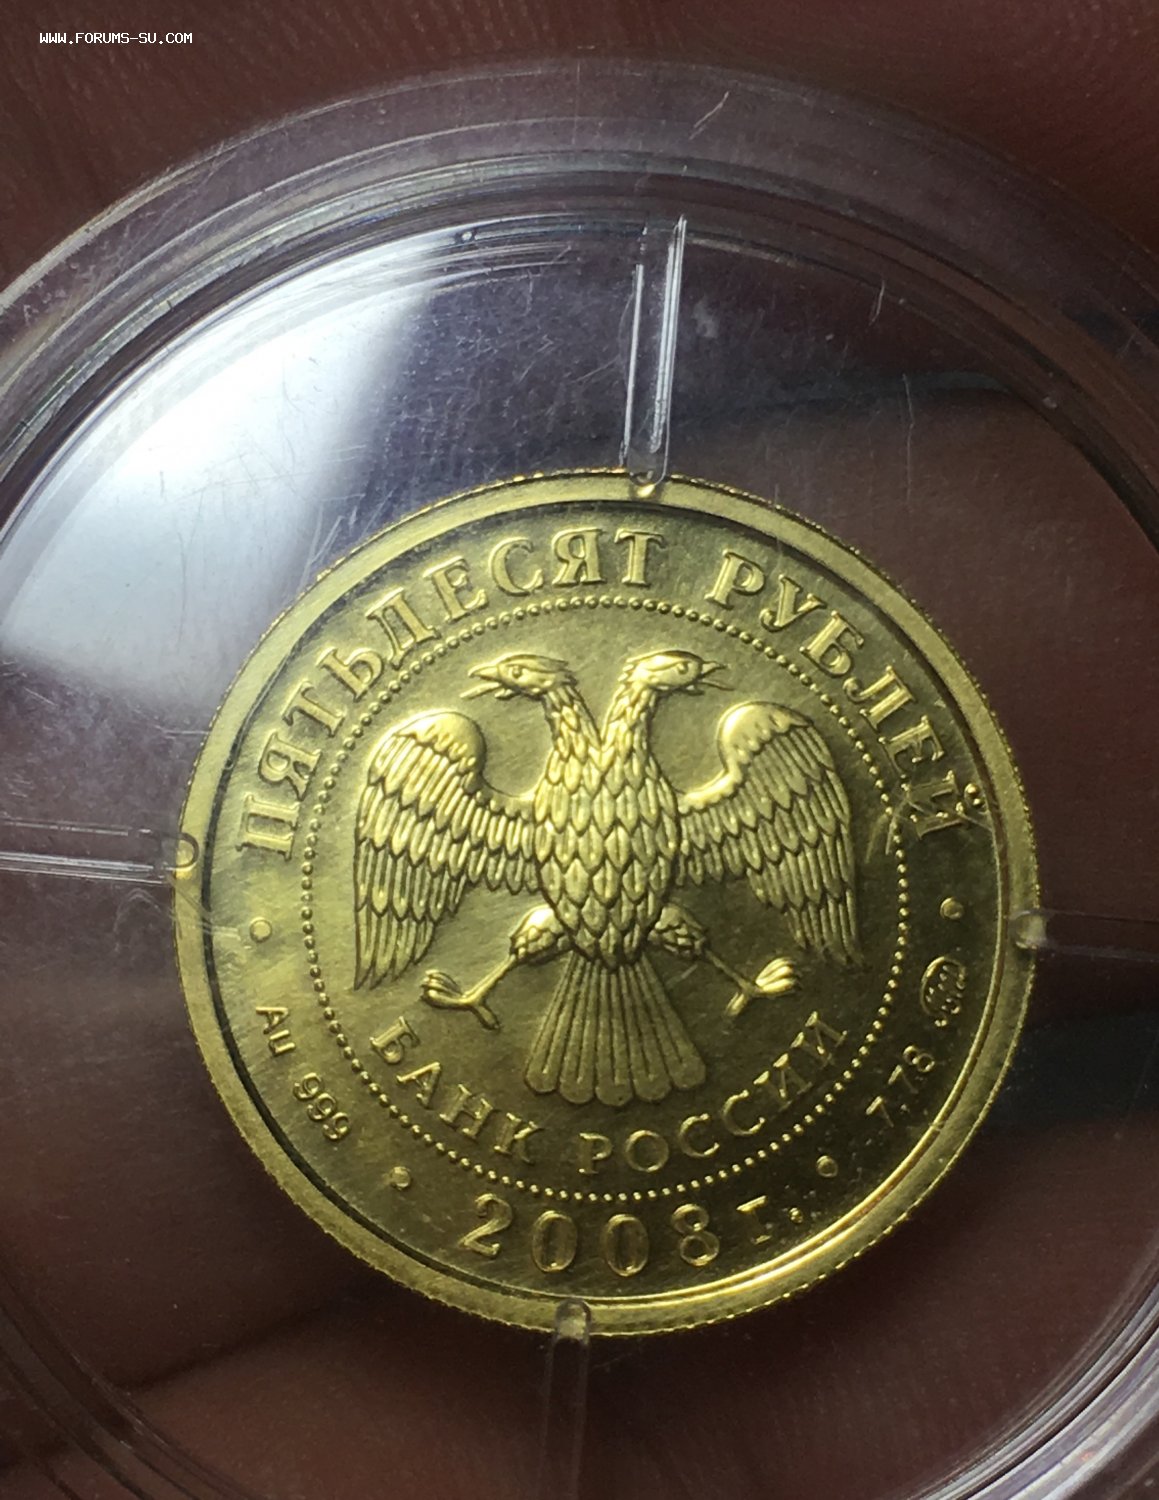 WWW.FORUMS-SU.COM
ПЯТЬДЕСЯТ РУБЛЕЙ
БАНК РОССИИ
Au 999 • 2008 г. • 7,78